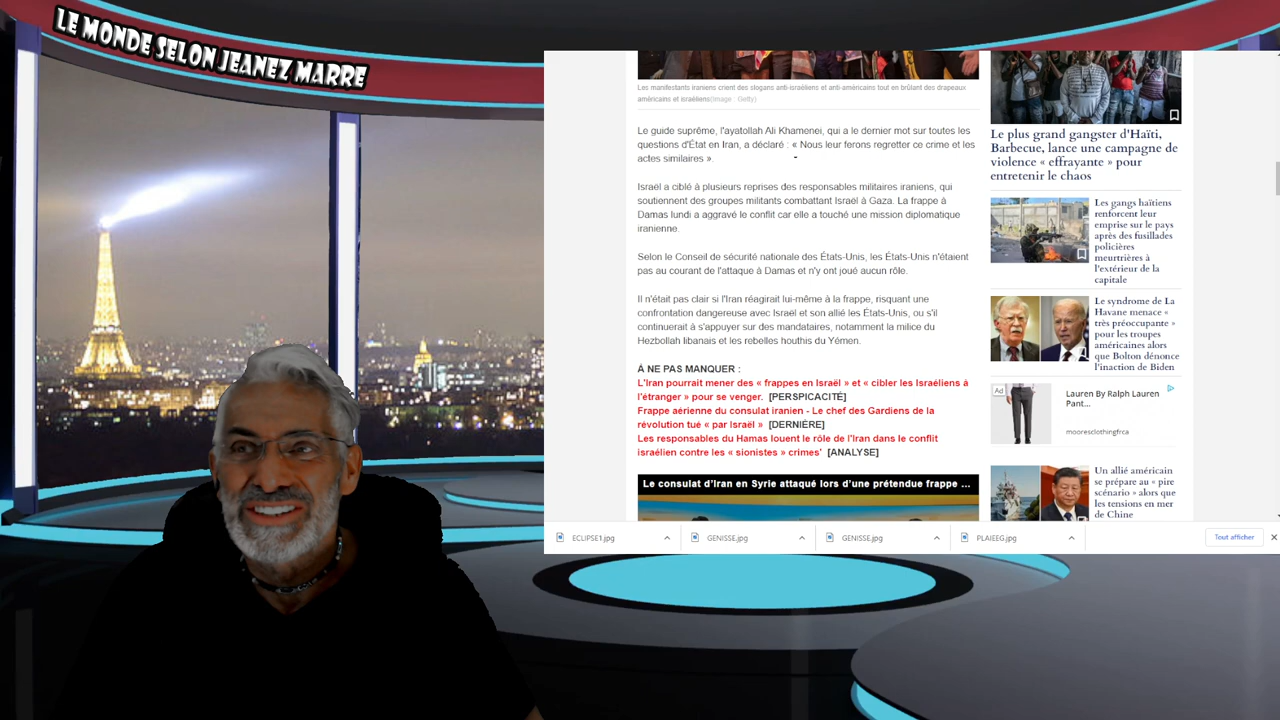 LE MONDE SELON JEANEZ MARRE
Les manifestants iraniens crient des slogans anti-israéliens et anti-américains tout en brûlant des drapeaux
américains et israéliens(Image : Getty)
Le guide suprême, l'ayatollah Ali Khamenei, qui a le dernier mot sur toutes les
questions d'État en Iran, a déclaré : « Nous leur ferons regretter ce crime et les
actes similaires ».
Israël a ciblé à plusieurs reprises des responsables militaires iraniens, qui
soutiennent des groupes militants combattant Israël à Gaza. La frappe à
Damas lundi a aggravé le conflit car elle a touché une mission diplomatique
iranienne.
Selon le Conseil de sécurité nationale des États-Unis, les États-Unis n'étaient
pas au courant de l'attaque à Damas et n'y ont joué aucun rôle.
Il n'était pas clair si l'Iran réagirait lui-même à la frappe, risquant une
confrontation dangereuse avec Israël et son allié les États-Unis, ou s'il
continuerait à s'appuyer sur des mandataires, notamment la milice du
Hezbollah libanais et les rebelles houthis du Yémen.
À NE PAS MANQUER :
L'Iran pourrait mener des « frappes en Israël » et « cibler les Israéliens à
l'étranger » pour se venger. [PERSPICACITÉ]
Frappe aérienne du consulat iranien - Le chef des Gardiens de la
révolution tué « par Israël » [DERNIÈRE]
Les responsables du Hamas louent le rôle de l'Iran dans le conflit
israélien contre les « sionistes » crimes' [ANALYSE]
Le consulat d'Iran en Syrie attaqué lors d'une prétendue frappe ...
Le plus grand gangster d'Haïti,
Barbecue, lance une campagne de
violence « effrayante » pour
entretenir le chaos
Les gangs haïtiens
renforcent leur
emprise sur le pays
après des fusillades
policières
meurtrières à
l'extérieur de la
capitale
Le syndrome de La
Havane menace «
très préoccupante »
pour les troupes
américaines alors
que Bolton dénonce
l'inaction de Biden
Ad
Lauren By Ralph Lauren
Pant...
mooresclothingfrca
Un allié américain
se prépare au « pire
scénario » alors que
les tensions en mer
de Chine
ECLIPSE1.jpg
GENISSE.jpg
GENISSE.jpg
PLAIEEG.jpg
Tout afficher